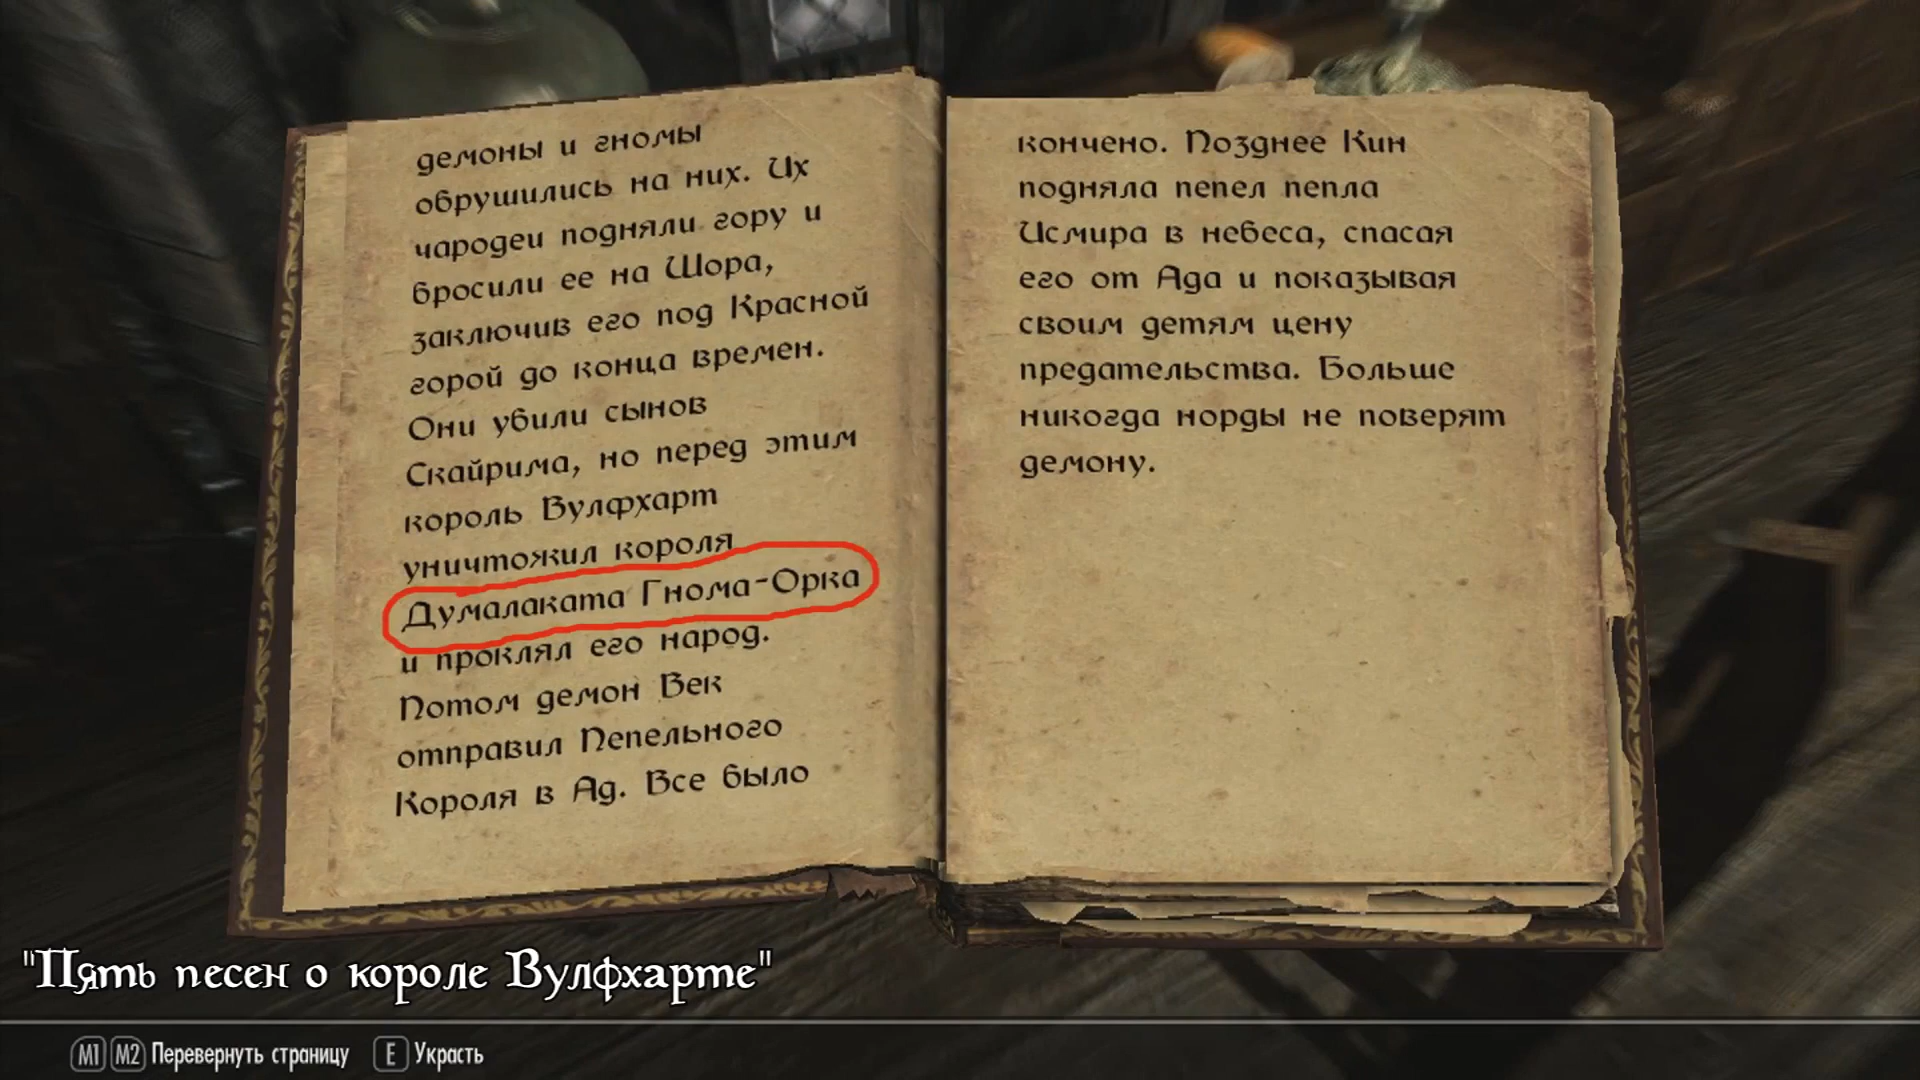 демоны и гномы
обрушились на них. Их
чародеи подняли гору и
бросили ее на Шора,
заключив его под Красной
горой до конца времен.
Они убили сынов
Скайрима, но перед этим
король Вулфхарт
уничтожил короля
Думалаката Гнома-Орка
и проклял его народ.
Потом демон Век
отправил Пепельного
Короля в Ад. Все было
кончено. Позднее Кин
подняла пепел пепла
Исмира в небеса, спасая
его от Ада и показывая
своим детям цену
предательства. Больше
никогда норды не поверят
демону.
"Пять песен о короле Вулфхарте"
M1 M2 Перевернуть страницу E Украсть